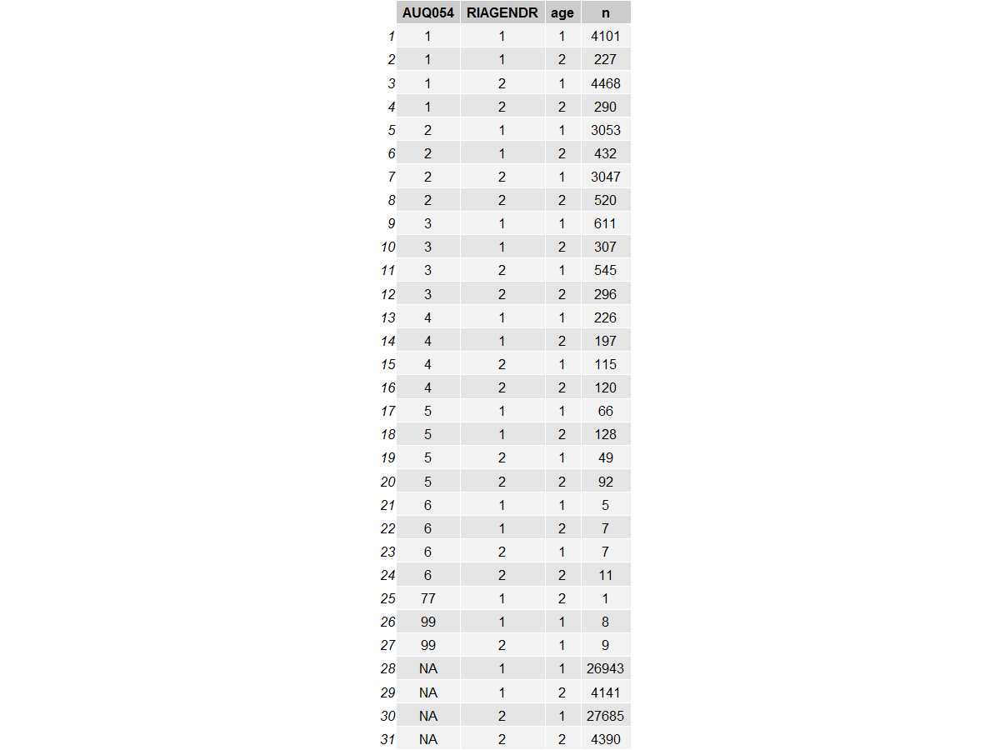 AUQ054 RIAGENDR age n
1 1 1 1 4101
2 1 1 2 227
3 1 2 1 4468
4 1 2 2 290
5 2 1 1 3053
6 2 1 2 432
7 2 2 1 3047
8 2 2 2 520
9 3 1 1 611
10 3 1 2 307
11 3 2 1 545
12 3 2 2 296
13 4 1 1 226
14 4 1 2 197
15 4 2 1 115
16 4 2 2 120
17 5 1 1 66
18 5 1 2 128
19 5 2 1 49
20 5 2 2 92
21 6 1 1 5
22 6 1 2 7
23 6 2 1 7
24 6 2 2 11
25 77 1 2 1
26 99 1 1 8
27 99 2 1 9
28 NA 1 1 26943
29 NA 1 2 4141
30 NA 2 1 27685
31 NA 2 2 4390